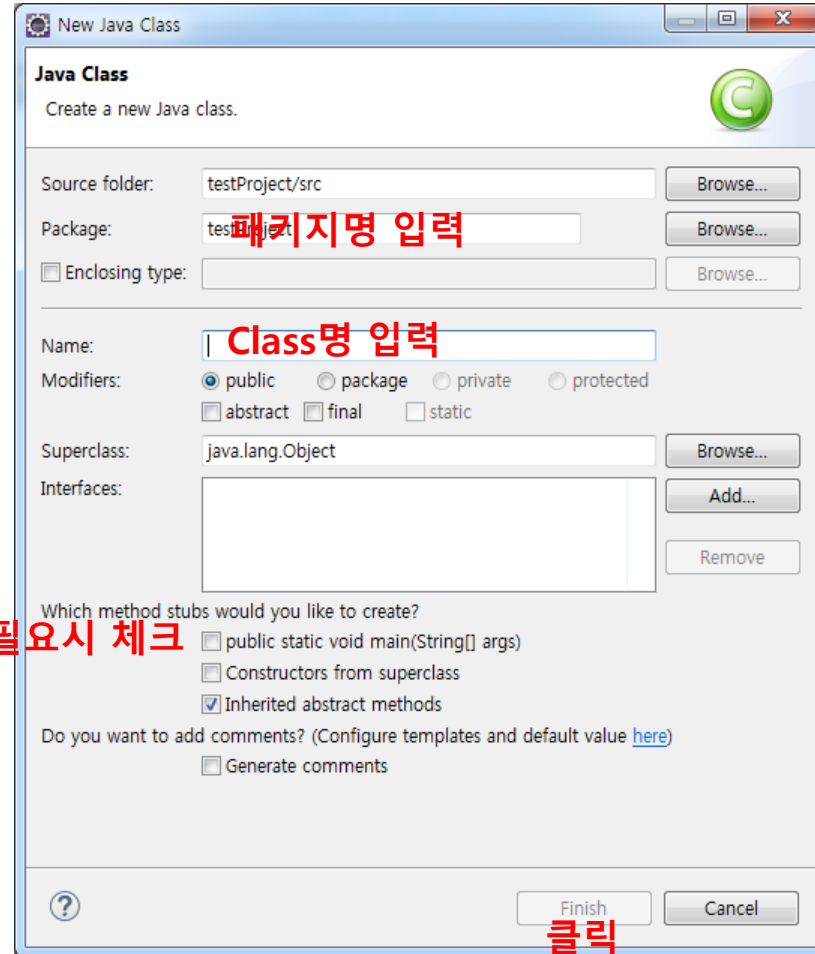 New Java Class
Java Class
Create a new Java class.
Source folder: testProject/src Browse...
Package: testProject Browse...
패키지명 입력
Enclosing type: Browse...
Name: Class명 입력
Modifiers: public package private protected
abstract final static
Superclass: java.lang.Object Browse...
Interfaces: Add...
Remove
Which method stubs would you like to create?
필요시 체크 public static void main(String[] args)
Constructors from superclass
Inherited abstract methods
Do you want to add comments? (Configure templates and default value here)
Generate comments
Finish Cancel
클릭